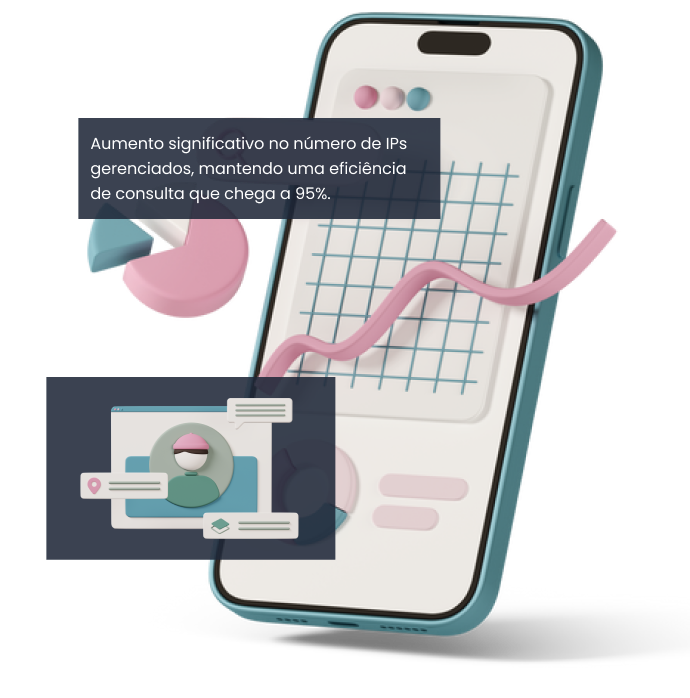 Aumento significativo no número de IPs
gerenciados, mantendo uma eficiência
de consulta que chega a 95%.